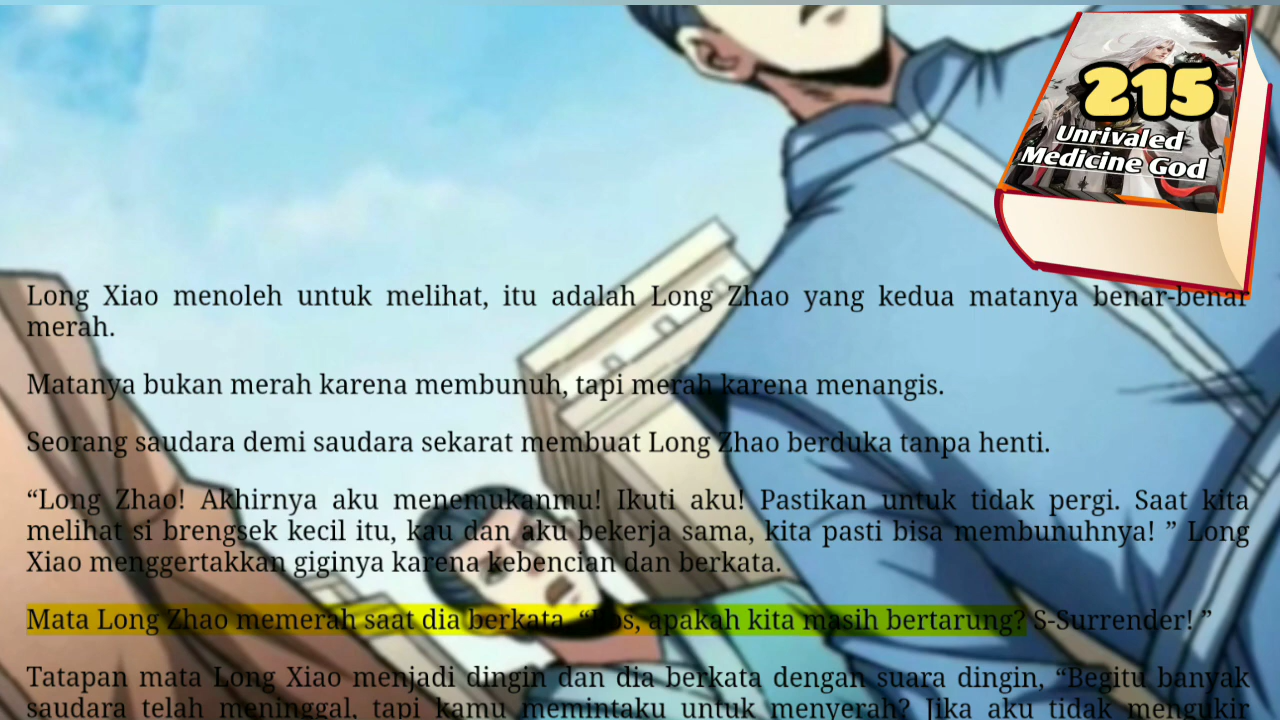 215
Unrivaled
Medicine God
Long Xiao menoleh untuk melihat, itu adalah Long Zhao yang kedua matanya benar-benar
merah.
Matanya bukan merah karena membunuh, tapi merah karena menangis.
Seorang saudara demi saudara sekarat membuat Long Zhao berduka tanpa henti.
“Long Zhao! Akhirnya aku menemukanmu! Ikuti aku! Pastikan untuk tidak pergi. Saat kita
melihat si brengsek kecil itu, kau dan aku bekerja sama, kita pasti bisa membunuhnya! ” Long
Xiao menggertakkan giginya karena kebencian dan berkata.
Mata Long Zhao memerah saat dia berkata, “Bos, apakah kita masih bertarung? S-Surrender! ”
Tatapan mata Long Xiao menjadi dingin dan dia berkata dengan suara dingin, “Begitu banyak
saudara telah meninggal, tapi kamu memintaku untuk menyerah? Jika aku tidak mengukir